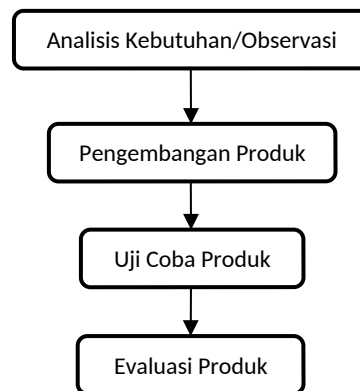 Analisis Kebutuhan/Observasi
Pengembangan Produk
Uji Coba Produk
Evaluasi Produk